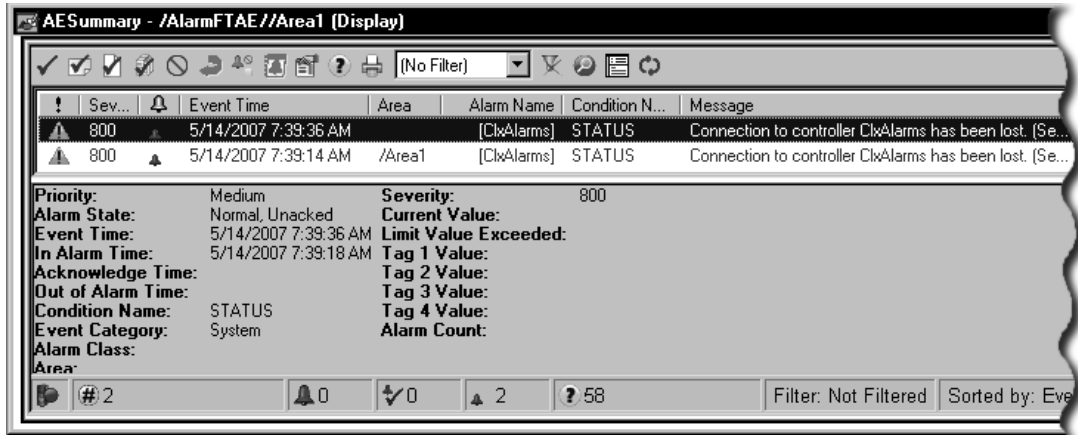 AESummary - /AlarmFTAE//Area1 (Display)
(No Filter)
! Sev... Event Time Area Alarm Name Condition N... Message
800 5/14/2007 7:39:36 AM [ClxAlarms] STATUS Connection to controller ClxAlarms has been lost. (Se...
800 5/14/2007 7:39:14 AM /Area1 [ClxAlarms] STATUS Connection to controller ClxAlarms has been lost. (Se...
Priority: Medium Severity: 800
Alarm State: Normal, Unacked Current Value:
Event Time: 5/14/2007 7:39:36 AM Limit Value Exceeded:
In Alarm Time: 5/14/2007 7:39:18 AM Tag 1 Value:
Acknowledge Time: Tag 2 Value:
Out of Alarm Time: Tag 3 Value:
Condition Name: STATUS Tag 4 Value:
Event Category: System Alarm Count:
Alarm Class:
Area:
# 2 0 0 2 ? 58 Filter: Not Filtered Sorted by: Eve